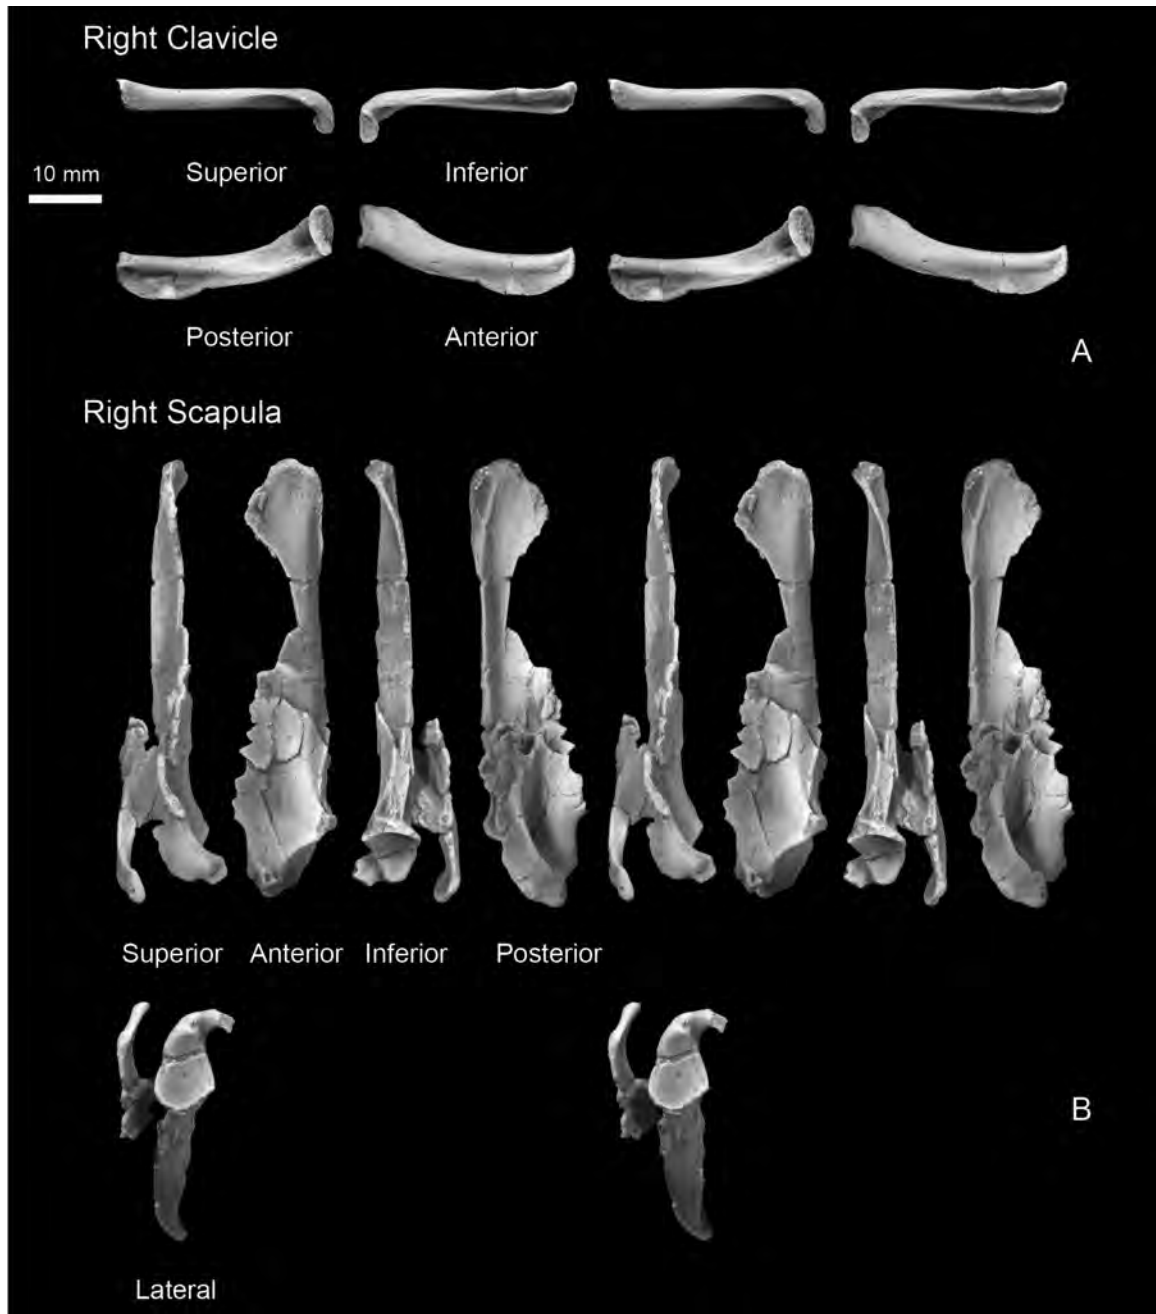 Right Clavicle
10 mm
Superior Inferior
Posterior Anterior
A
Right Scapula
Superior Anterior Inferior Posterior
B
Lateral